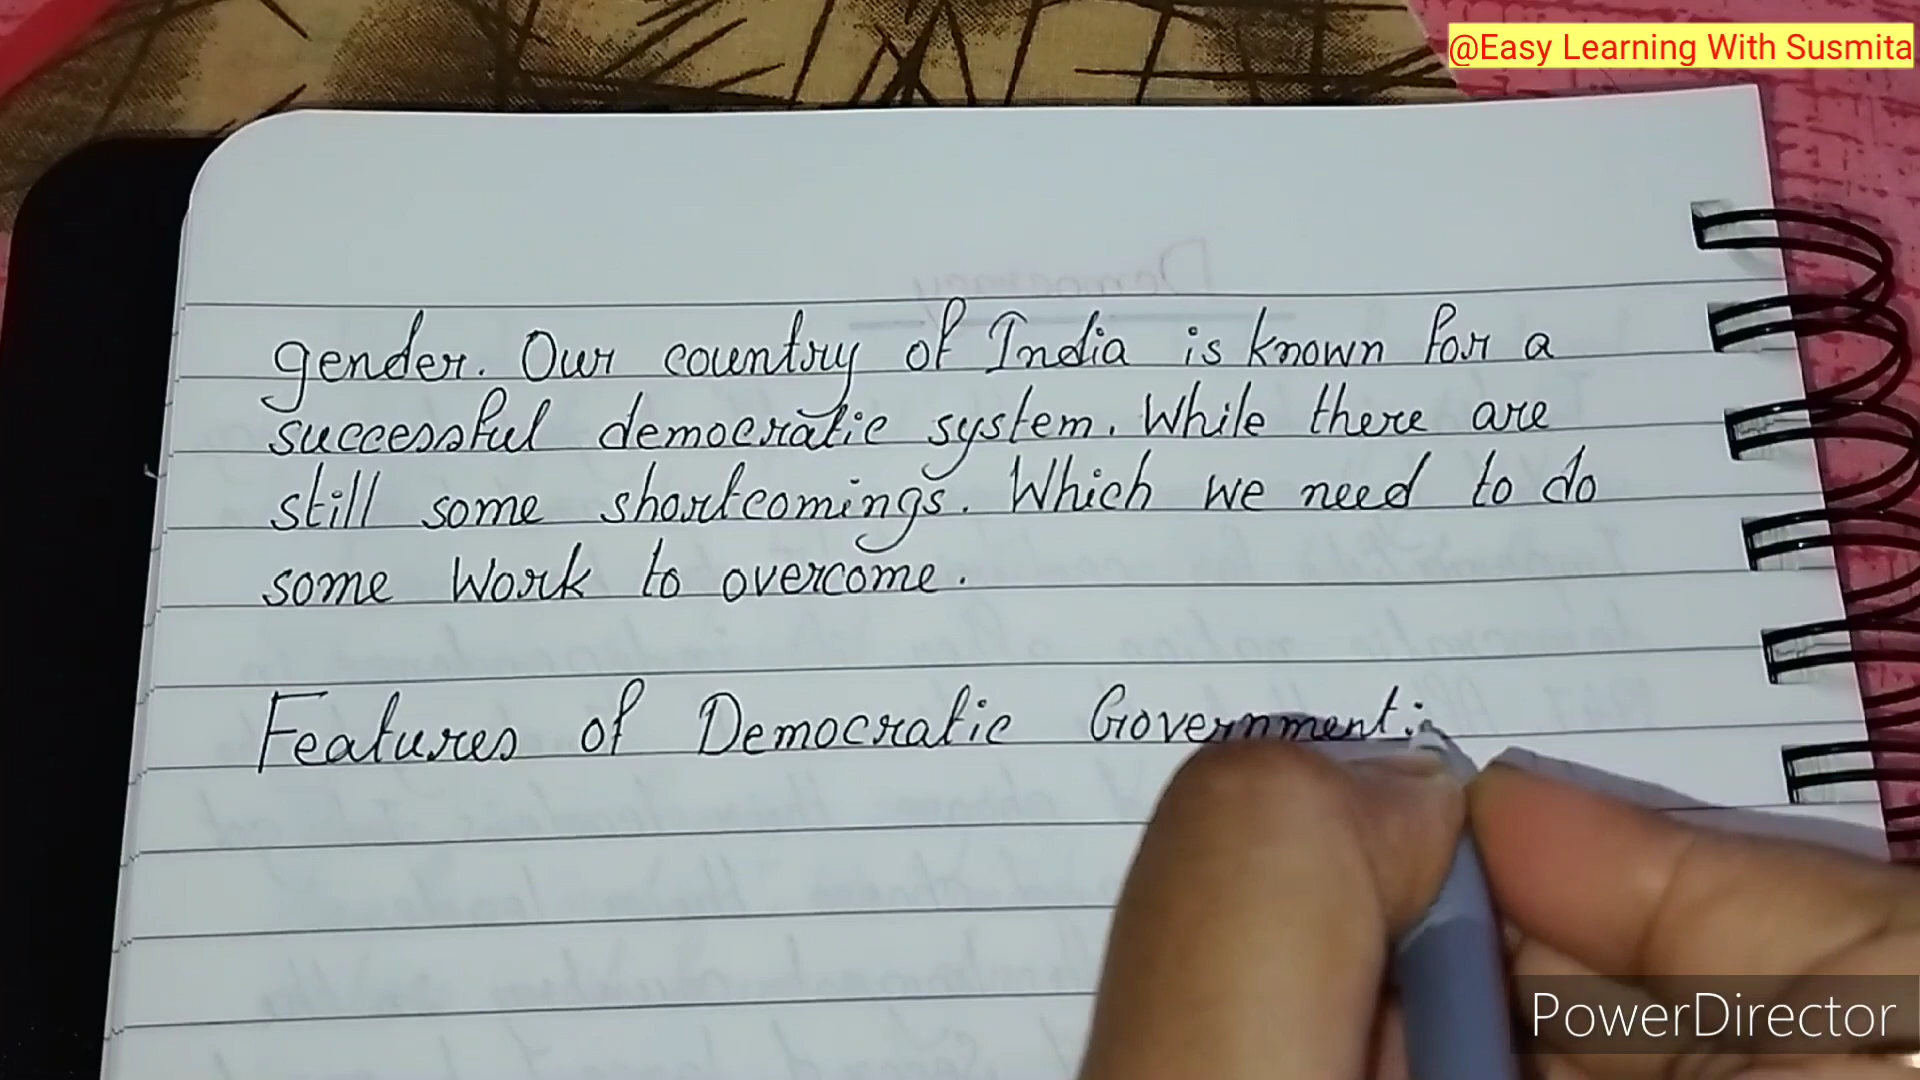 @Easy Learning With Susmita
gender. Our country of India is known for a
successful democratic system. While there are
still some shortcomings. Which we need to do
some Work to overcome.
Features of Democratic Government:
PowerDirector